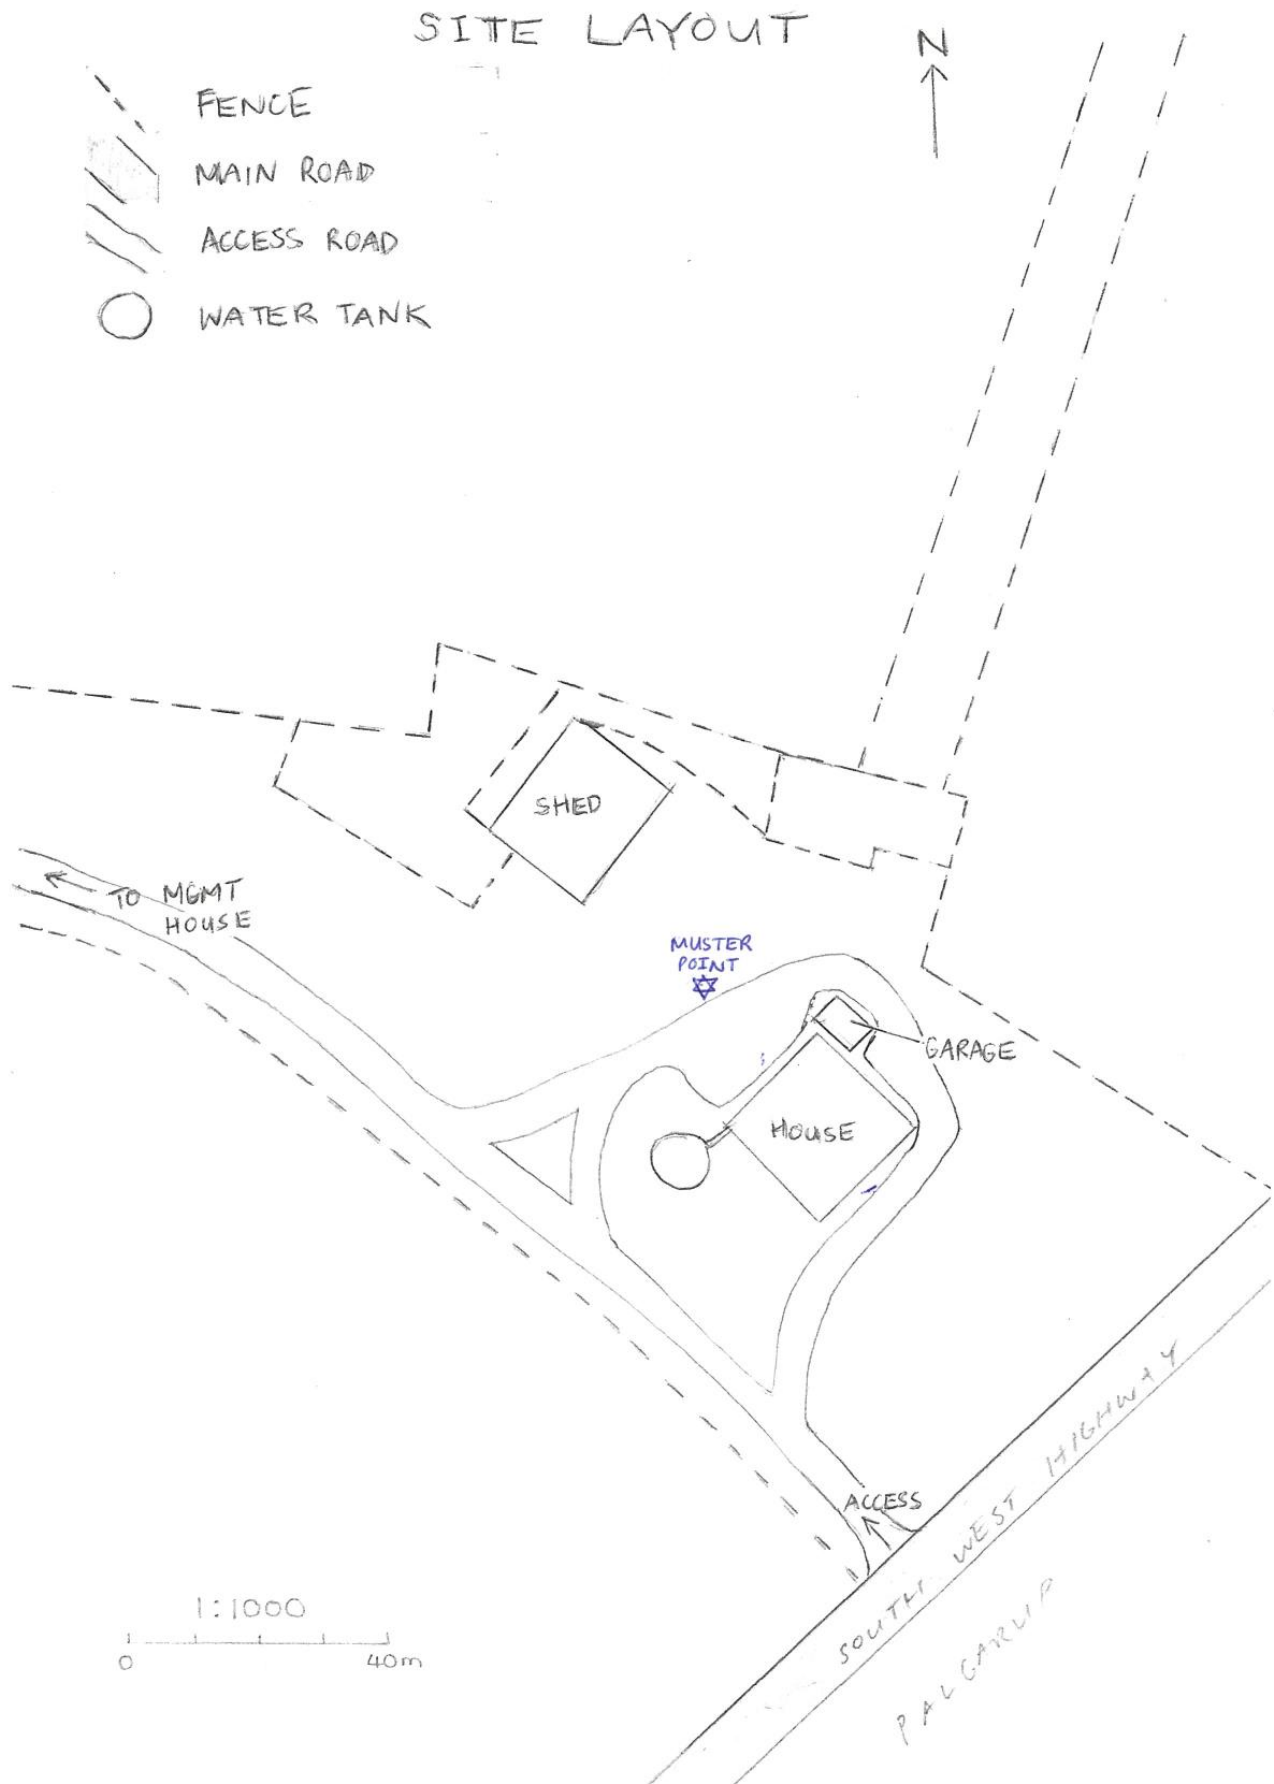 SITE LAYOUT
N
FENCE
MAIN ROAD
ACCESS ROAD
WATER TANK
SHED
TO MGMT
HOUSE
MUSTER
POINT
GARAGE
HOUSE
ACCESS
SOUTH WEST HIGHWAY
PALGARUP
1:1000
0 40m